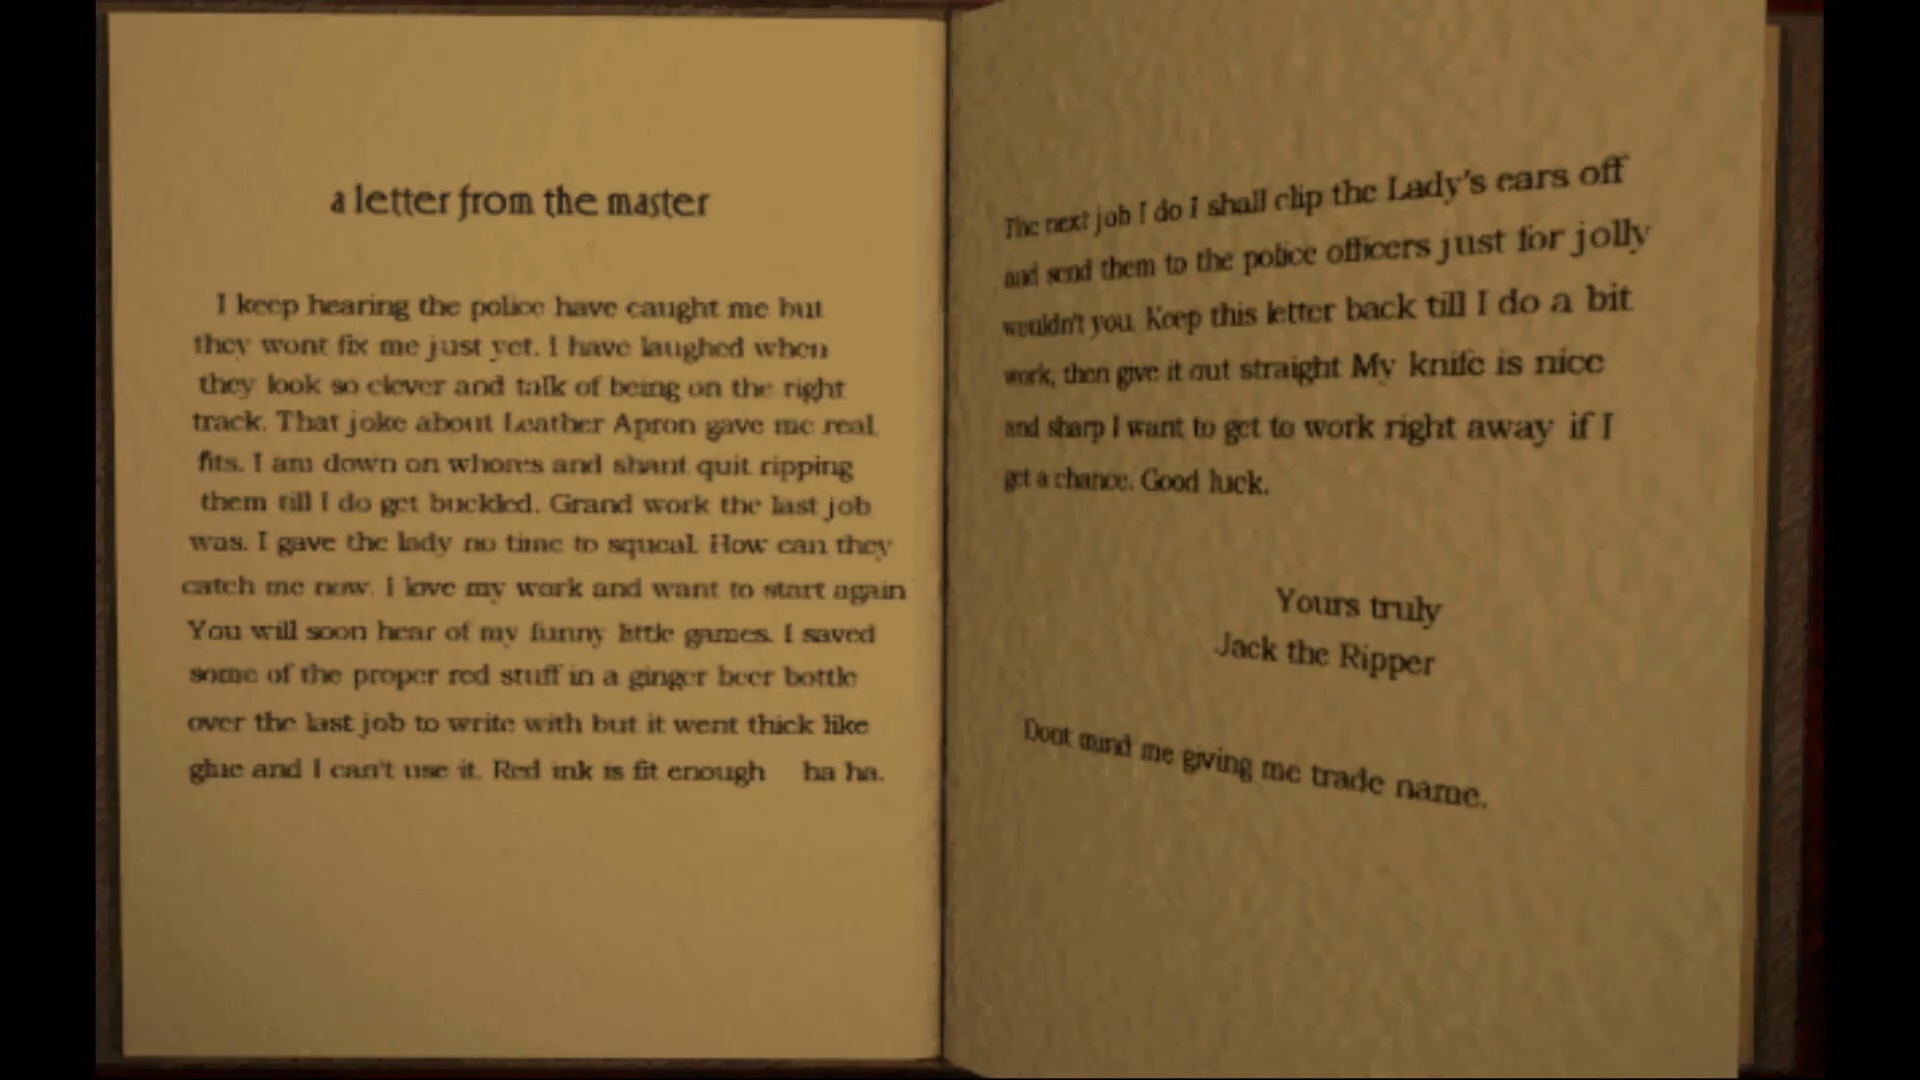 a letter from the master
I keep hearing the police have caught me but
they wont fix me just yet. I have laughed when
they look so clever and talk of being on the right
track. That joke about Leather Apron gave me real
fits. I am down on whores and shant quit ripping
them till I do get buckled. Grand work the last job
was. I gave the lady no time to squeal. How can they
catch me now. I love my work and want to start again
You will soon hear of my funny little games. I saved
some of the proper red stuff in a ginger beer bottle
over the last job to write with but it went thick like
glue and I can't use it. Red ink is fit enough ha ha.
The next job I do I shall clip the Lady's ears off
and send them to the police officers just for jolly
wouldn't you. Keep this letter back till I do a bit
work, then give it out straight My knife is nice
and sharp I want to get to work right away if I
get a chance. Good luck.
Yours truly
Jack the Ripper
Dont mind me giving me trade name.